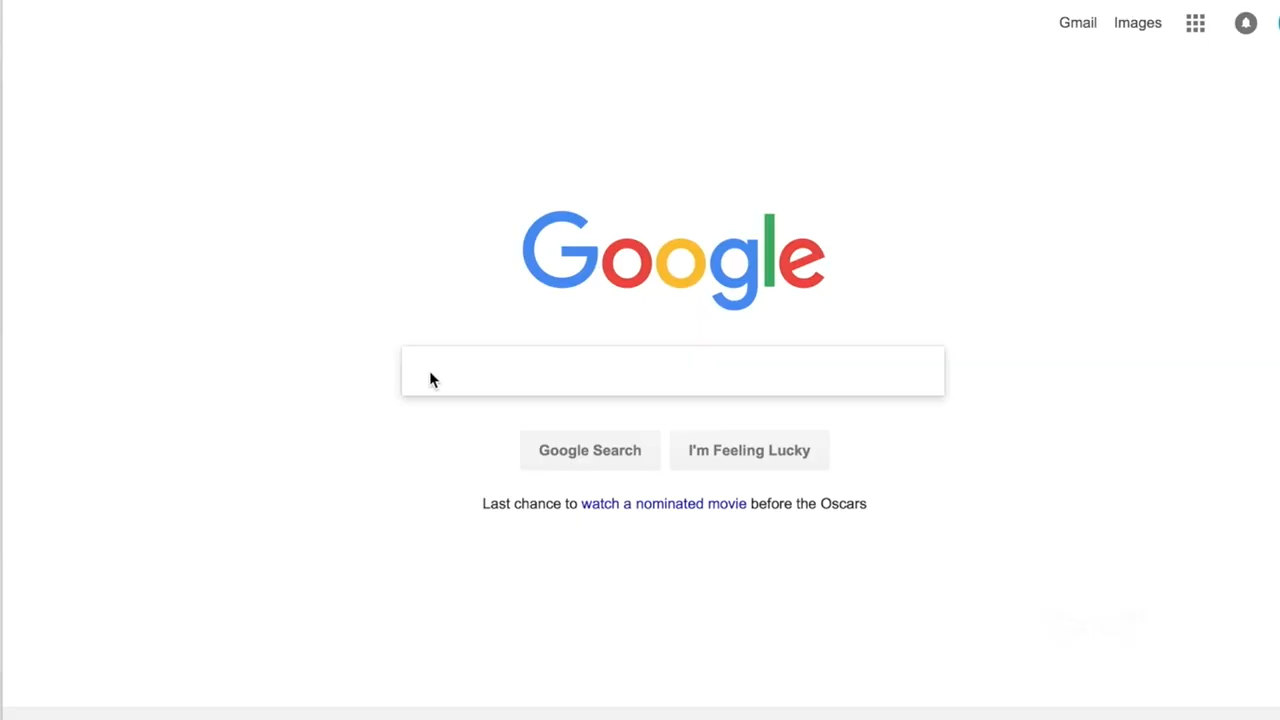 Gmail Images
Google
Google Search I'm Feeling Lucky
Last chance to watch a nominated movie before the Oscars